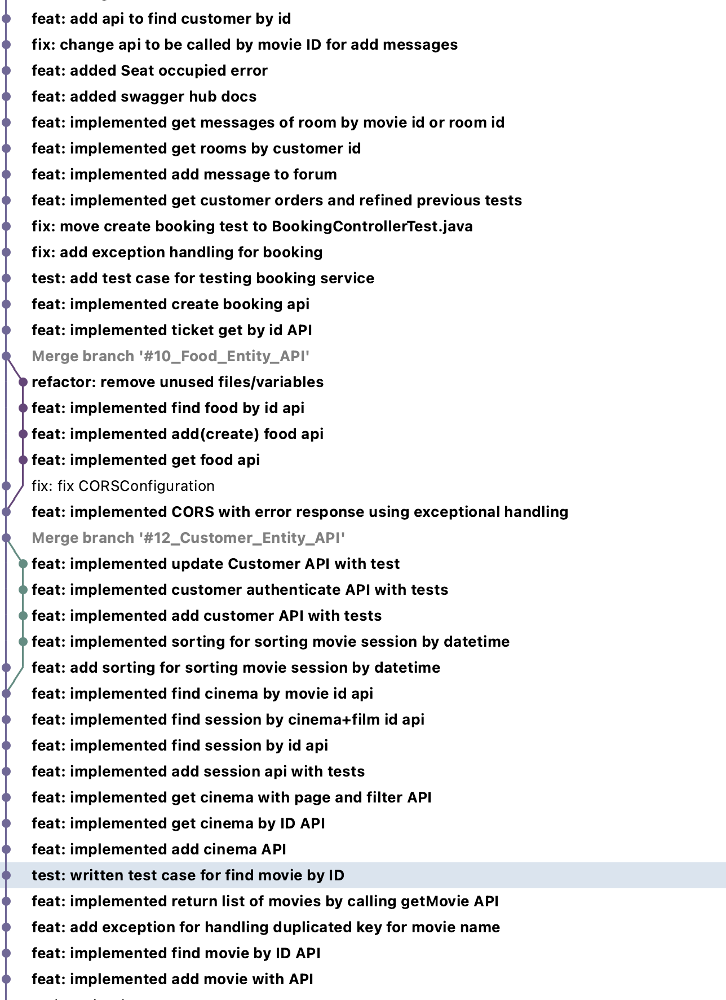 feat: add api to find customer by id
fix: change api to be called by movie ID for add messages
feat: added Seat occupied error
feat: added swagger hub docs
feat: implemented get messages of room by movie id or room id
feat: implemented get rooms by customer id
feat: implemented add message to forum
feat: implemented get customer orders and refined previous tests
fix: move create booking test to BookingControllerTest.java
fix: add exception handling for booking
test: add test case for testing booking service
feat: implemented create booking api
feat: implemented ticket get by id API
Merge branch '#10_Food_Entity_API'
refactor: remove unused files/variables
feat: implemented find food by id api
feat: implemented add(create) food api
feat: implemented get food api
fix: fix CORSConfiguration
feat: implemented CORS with error response using exceptional handling
Merge branch '#12_Customer_Entity_API'
feat: implemented update Customer API with test
feat: implemented customer authenticate API with tests
feat: implemented add customer API with tests
feat: implemented sorting for sorting movie session by datetime
feat: add sorting for sorting movie session by datetime
feat: implemented find cinema by movie id api
feat: implemented find session by cinema+film id api
feat: implemented find session by id api
feat: implemented add session api with tests
feat: implemented get cinema with page and filter API
feat: implemented get cinema by ID API
feat: implemented add cinema API
test: written test case for find movie by ID
feat: implemented return list of movies by calling getMovie API
feat: add exception for handling duplicated key for movie name
feat: implemented find movie by ID API
feat: implemented add movie with API